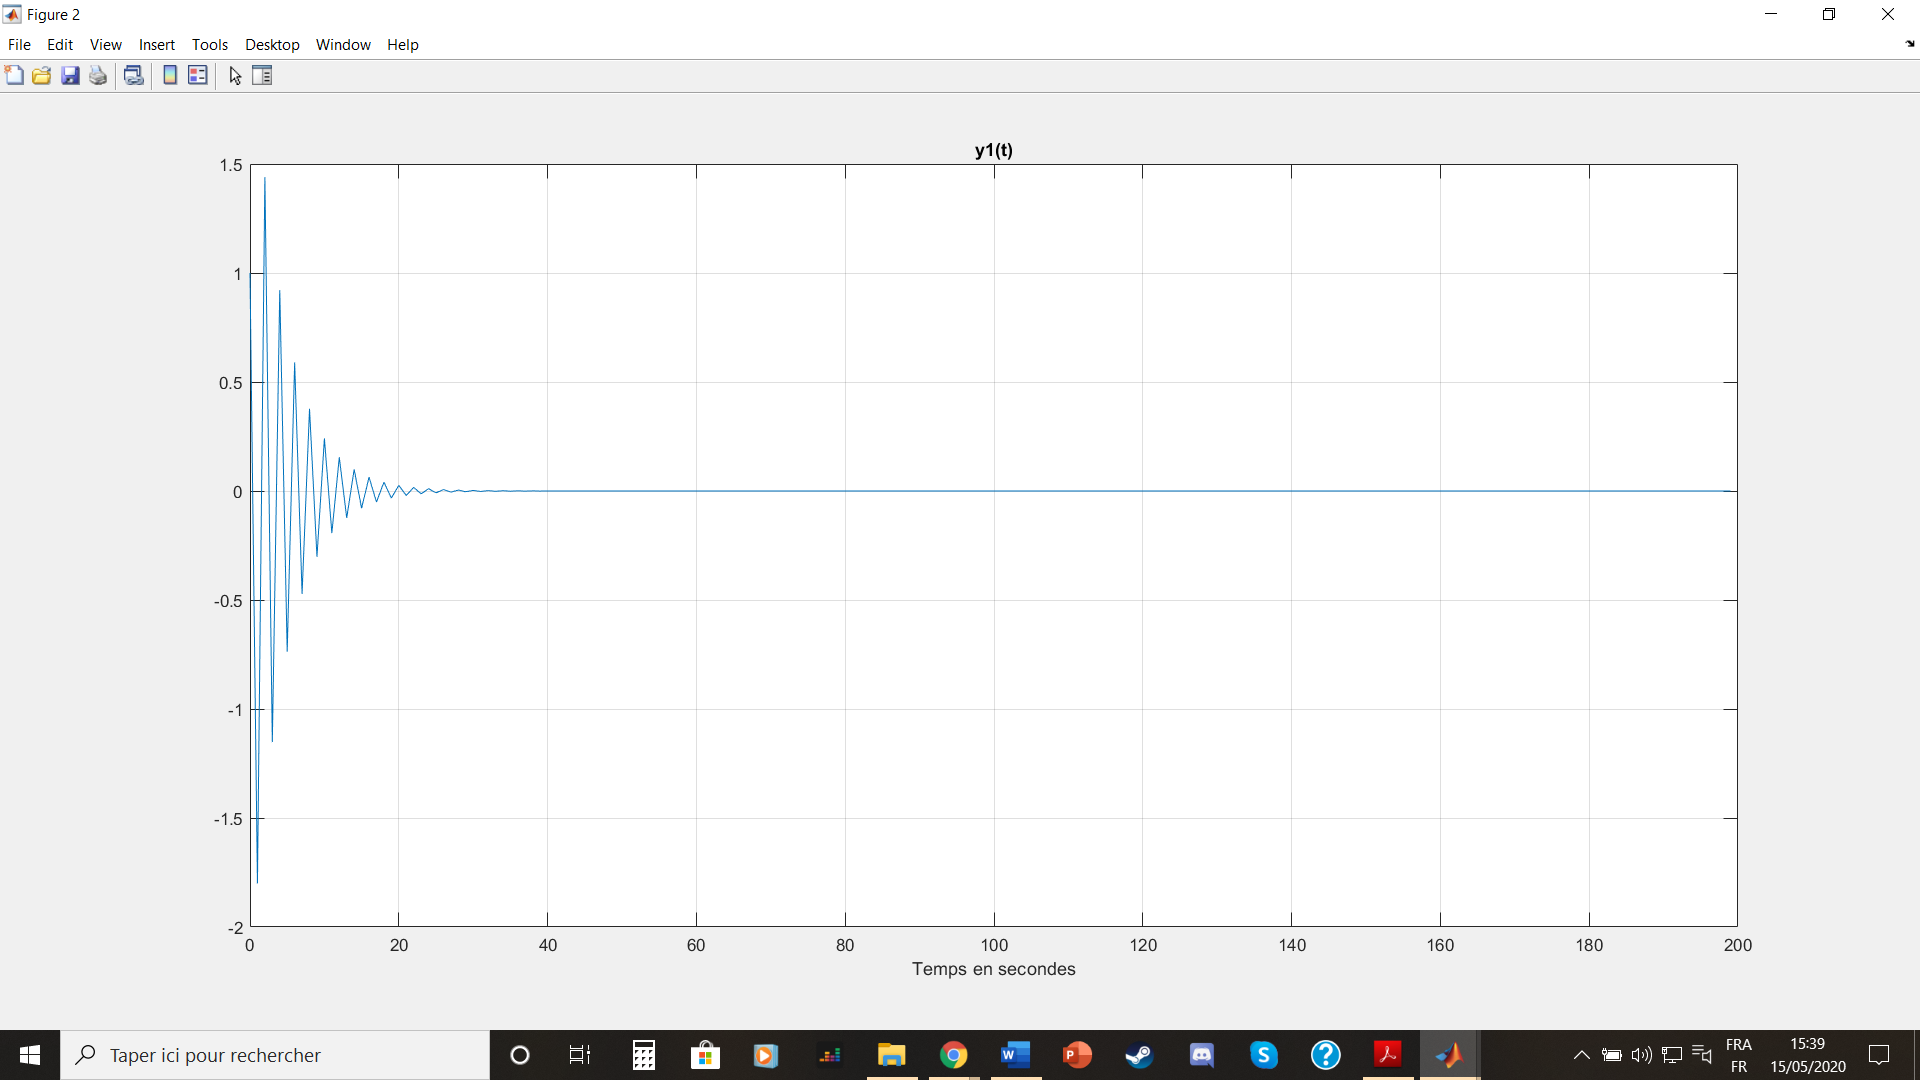 Figure 2
File Edit View Insert Tools Desktop Window Help
y1(t)
1.5
1
0.5
0
-0.5
-1
-1.5
-2
0 20 40 60 80 100 120 140 160 180 200
Temps en secondes
Taper ici pour rechercher
FRA
FR
15:39
15/05/2020